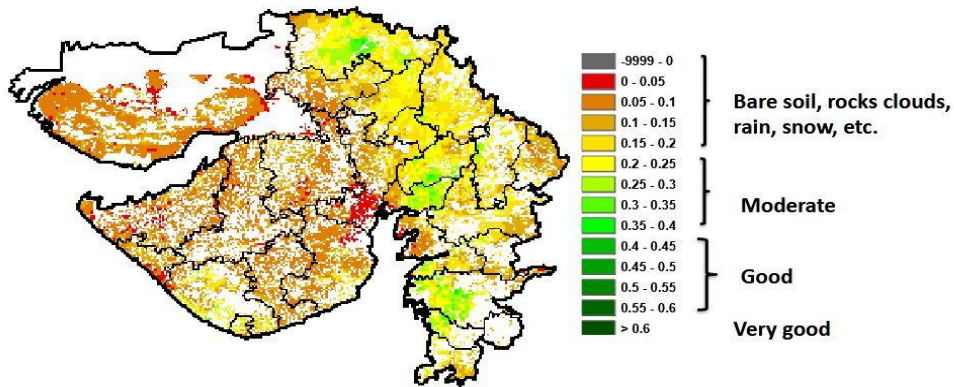 -9999 - 0
0 - 0.05
0.05 - 0.1
0.1 - 0.15
0.15 - 0.2
0.2 - 0.25
0.25 - 0.3
0.3 - 0.35
0.35 - 0.4
0.4 - 0.45
0.45 - 0.5
0.5 - 0.55
0.55 - 0.6
> 0.6
Bare soil, rocks clouds,
rain, snow, etc.
Moderate
Good
Very good